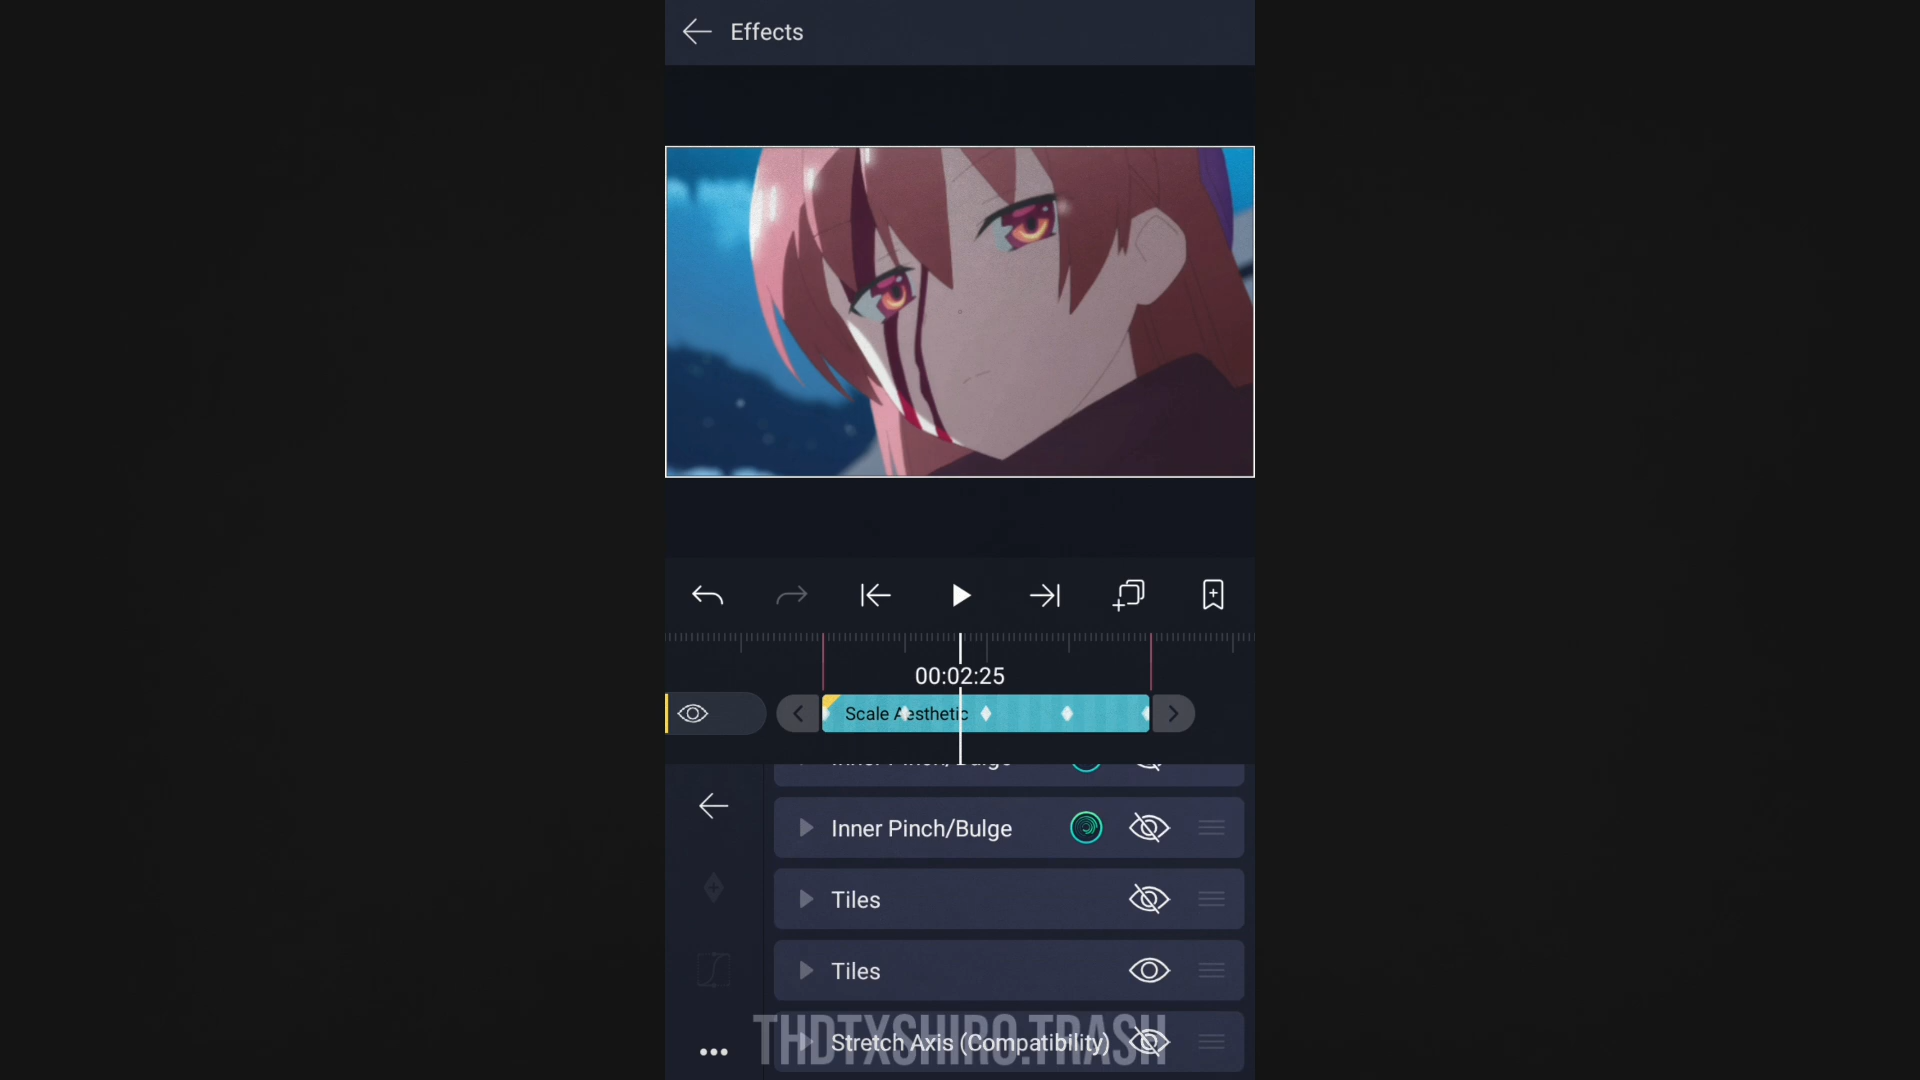 Effects
00:02:25
Scale Aesthetic
Inner Pinch/Bulge
Inner Pinch/Bulge
Tiles
Tiles
Stretch Axis (Compatibility)
THDTXSHIRO.TRASH